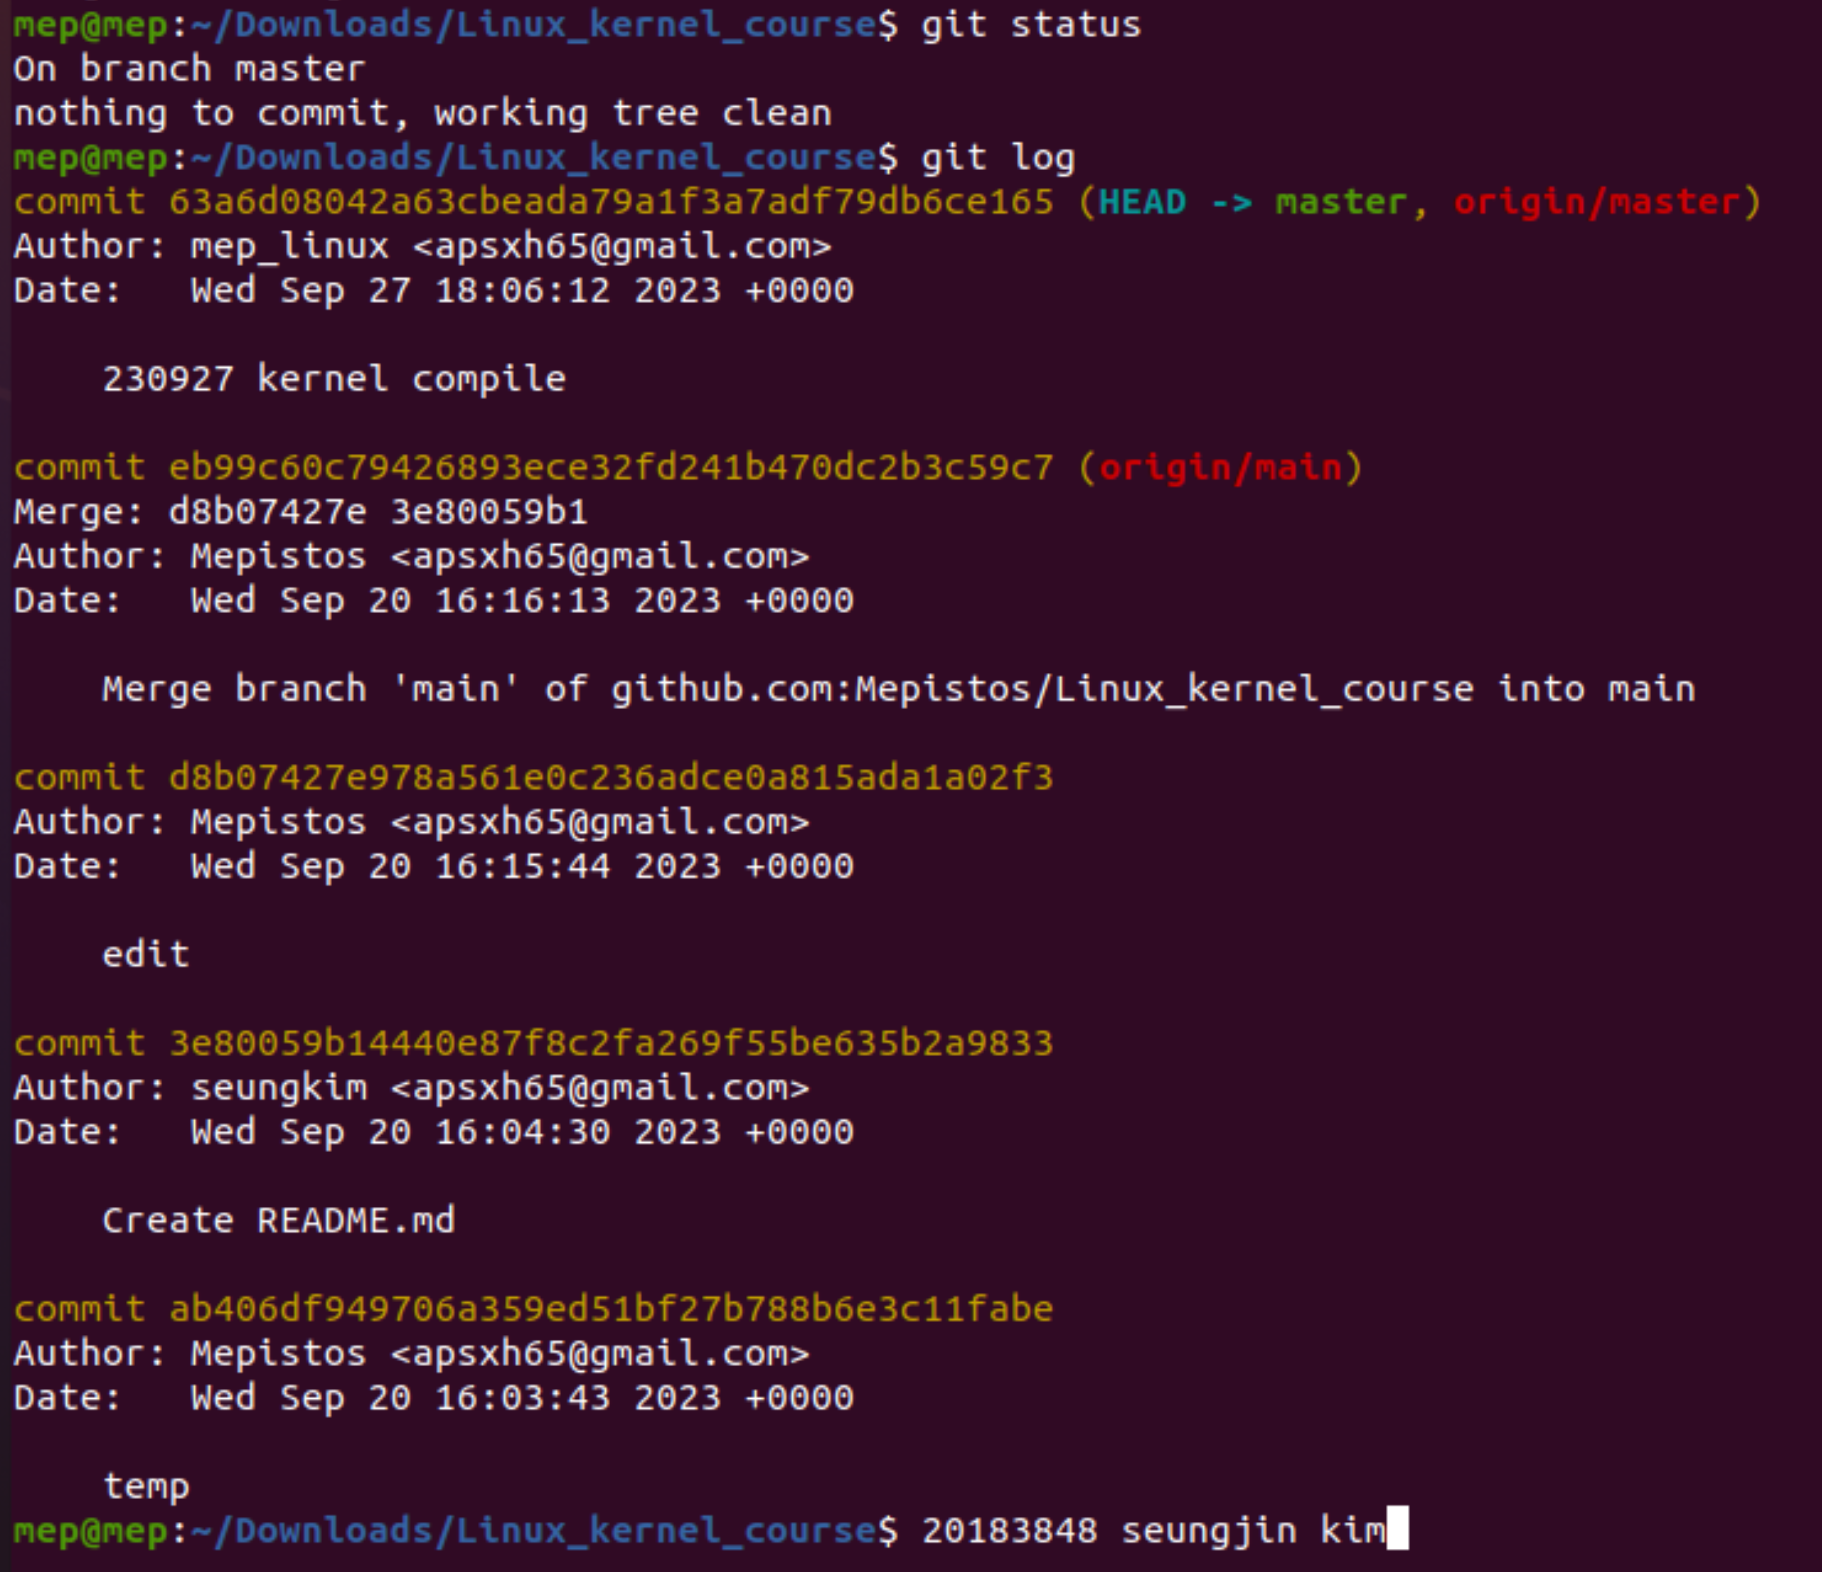 mep@mep:~/Downloads/Linux_kernel_course$ git status
On branch master
nothing to commit, working tree clean
mep@mep:~/Downloads/Linux_kernel_course$ git log
commit 63a6d08042a63cbeada79a1f3a7adf79db6ce165 (HEAD -> master, origin/master)
Author: mep_linux <apsxh65@gmail.com>
Date:   Wed Sep 27 18:06:12 2023 +0000
    230927 kernel compile
commit eb99c60c79426893ece32fd241b470dc2b3c59c7 (origin/main)
Merge: d8b07427e 3e80059b1
Author: Mepistos <apsxh65@gmail.com>
Date:   Wed Sep 20 16:16:13 2023 +0000
    Merge branch 'main' of github.com:Mepistos/Linux_kernel_course into main
commit d8b07427e978a561e0c236adce0a815ada1a02f3
Author: Mepistos <apsxh65@gmail.com>
Date:   Wed Sep 20 16:15:44 2023 +0000
    edit
commit 3e80059b14440e87f8c2fa269f55be635b2a9833
Author: seungkim <apsxh65@gmail.com>
Date:   Wed Sep 20 16:04:30 2023 +0000
    Create README.md
commit ab406df949706a359ed51bf27b788b6e3c11fabe
Author: Mepistos <apsxh65@gmail.com>
Date:   Wed Sep 20 16:03:43 2023 +0000
    temp
mep@mep:~/Downloads/Linux_kernel_course$ 20183848 seungjin kim